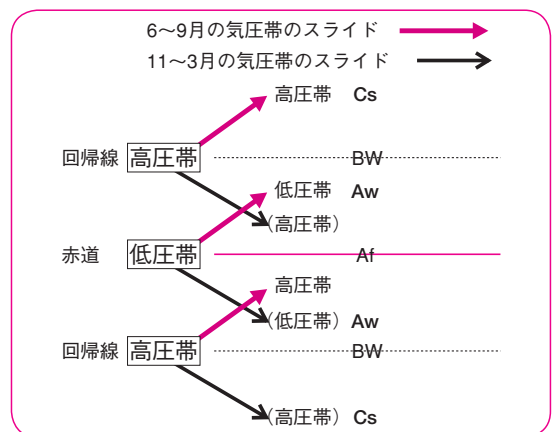 6～9月の気圧帯のスライド
11～3月の気圧帯のスライド
高圧帯 Cs
回帰線 高圧帯 BW
低圧帯 Aw
(高圧帯)
赤道 低圧帯 Af
高圧帯
(低圧帯) Aw
回帰線 高圧帯 BW
(高圧帯) Cs